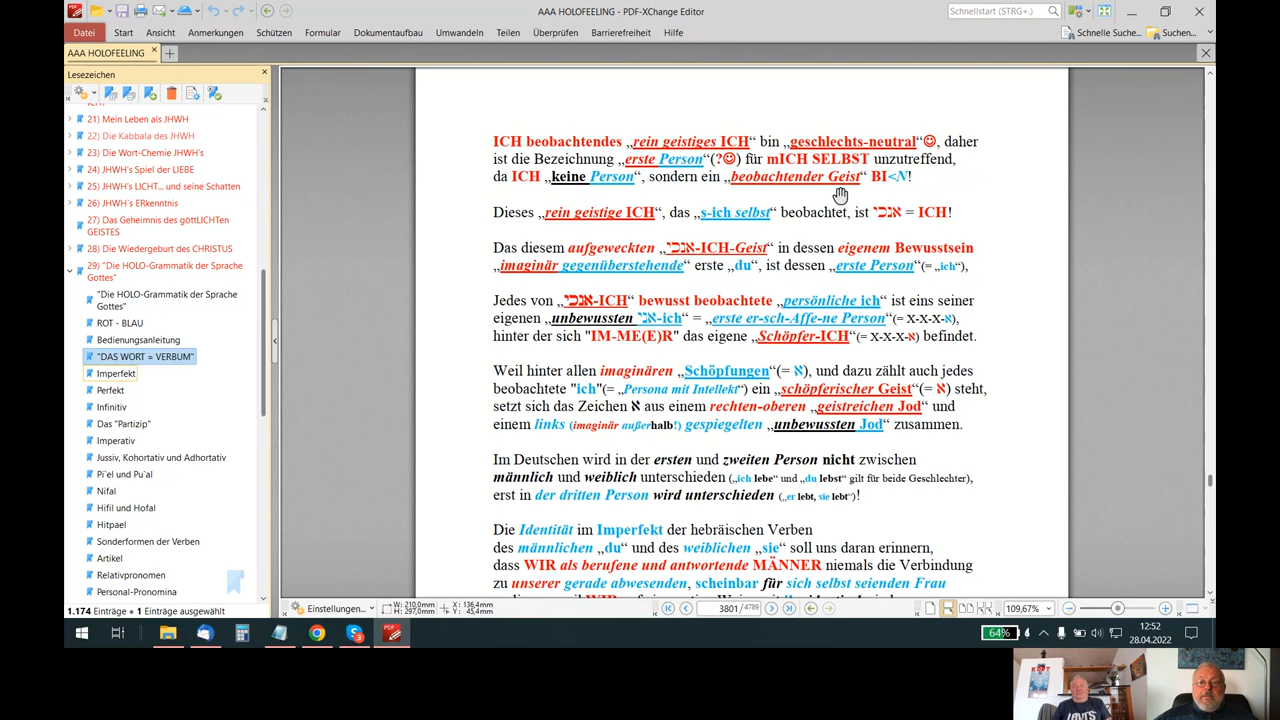 AAA HOLOFEELING - PDF-XChange Editor
Schnellstart (STRG+.)
Datei Start Ansicht Anmerkungen Schützen Formular Dokumentaufbau Umwandeln Teilen Überprüfen Barrierefreiheit Hilfe
Schnelle Suche... Suchen...
AAA HOLOFEELING
Lesezeichen
21) Mein Leben als JHWH
22) Die Kabbala des JHWH
23) Die Wort-Chemie JHWH's
24) JHWH's Spiel der LIEBE
25) JHWH's LICHT... und seine Schatten
26) JHWH's ERkenntnis
27) Das Geheimnis des göttLICHTen
GEISTES
28) Die Wiedergeburt des CHRISTUS
29) "Die HOLO-Grammatik der Sprache
Gottes"
"Die HOLO-Grammatik der Sprache
Gottes"
ROT - BLAU
Bedienungsanleitung
"DAS WORT = VERBUM"
Imperfekt
Perfekt
Infinitiv
Das "Partizip"
Imperativ
Jussiv, Kohortativ und Adhortativ
Pi`el und Pu`al
Nifal
Hifil und Hofal
Hitpael
Sonderformen der Verben
Artikel
Relativpronomen
Personal-Pronomina
1.174 Einträge • 1 Einträge ausgewählt
ICH beobachtendes „rein geistiges ICH“ bin „geschlechts-neutral“☺, daher
ist die Bezeichnung „erste Person“(?☺) für mICH SELBST unzutreffend,
da ICH „keine Person“, sondern ein „beobachtender Geist“ BI<N!
Dieses „rein geistige ICH“, das „s-ich selbst“ beobachtet, ist אנכי = ICH!
Das diesem aufgeweckten „אנכי-ICH-Geist“ in dessen eigenem Bewusstsein
„imaginär gegenüberstehende“ erste „du“, ist dessen „erste Person“(= „ich“),
Jedes von „אנכי-ICH“ bewusst beobachtete „persönliche ich“ ist eins seiner
eigenen „unbewussten אני-ich“ = „erste er-sch-Affe-ne Person“(= X-X-X-א),
hinter der sich "IM-ME(E)R" das eigene „Schöpfer-ICH“(= X-X-X-א) befindet.
Weil hinter allen imaginären „Schöpfungen“(= א), und dazu zählt auch jedes
beobachtete "ich"(= „Persona mit Intellekt“) ein „schöpferischer Geist“(= א) steht,
setzt sich das Zeichen א aus einem rechten-oberen „geistreichen Jod“ und
einem links (imaginär außerhalb!) gespiegelten „unbewussten Jod“ zusammen.
Im Deutschen wird in der ersten und zweiten Person nicht zwischen
männlich und weiblich unterschieden („ich lebe“ und „du lebst“ gilt für beide Geschlechter),
erst in der dritten Person wird unterschieden („er lebt, sie lebt“)!
Die Identität im Imperfekt der hebräischen Verben
des männlichen „du“ und des weiblichen „sie“ soll uns daran erinnern,
dass WIR als berufene und antwortende MÄNNER niemals die Verbindung
zu unserer gerade abwesenden, scheinbar für sich selbst seienden Frau
Einstellungen...
W: 210,0mm
H: 297,0mm
X: 136,4mm
Y: 45,4mm
3801 / 4789
109,67%
64%
12:52
28.04.2022